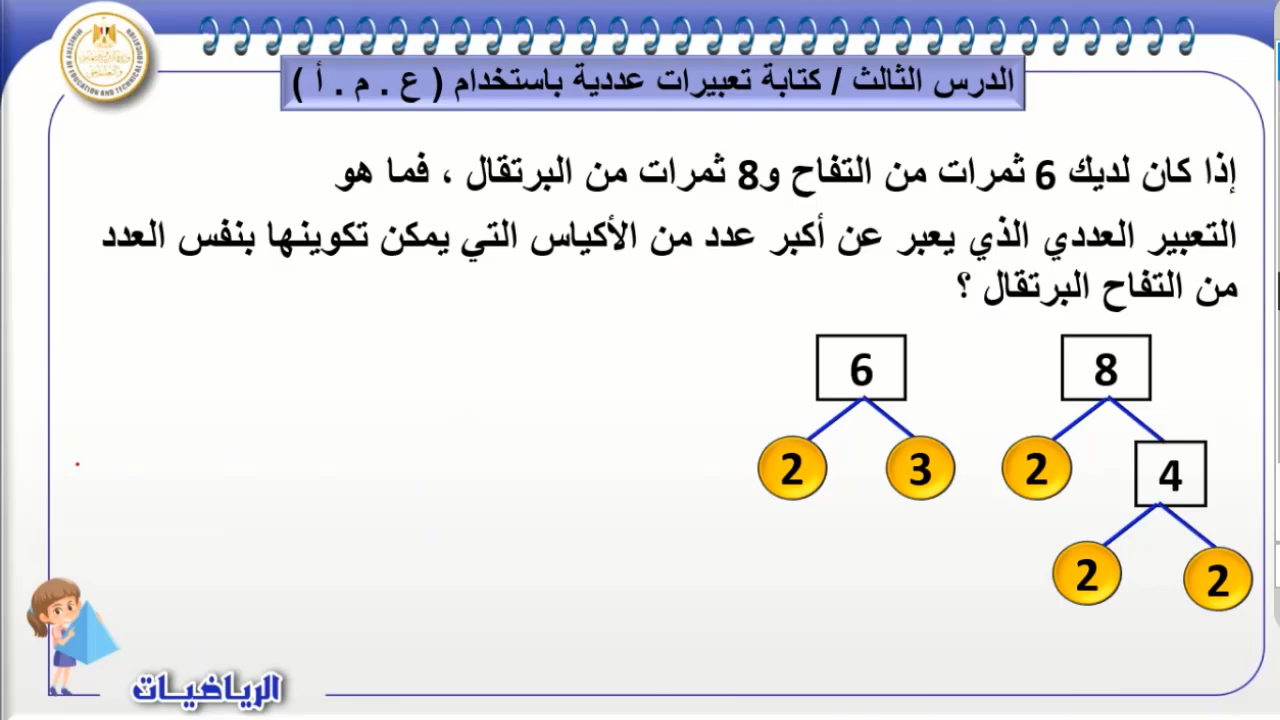 الدرس الثالث / كتابة تعبيرات عددية باستخدام ( ع . م . أ )
إذا كان لديك 6 ثمرات من التفاح و8 ثمرات من البرتقال ، فما هو
التعبير العددي الذي يعبر عن أكبر عدد من الأكياس التي يمكن تكوينها بنفس العدد
من التفاح البرتقال ؟
6 8
2 3 2 4
2 2
الرياضيات